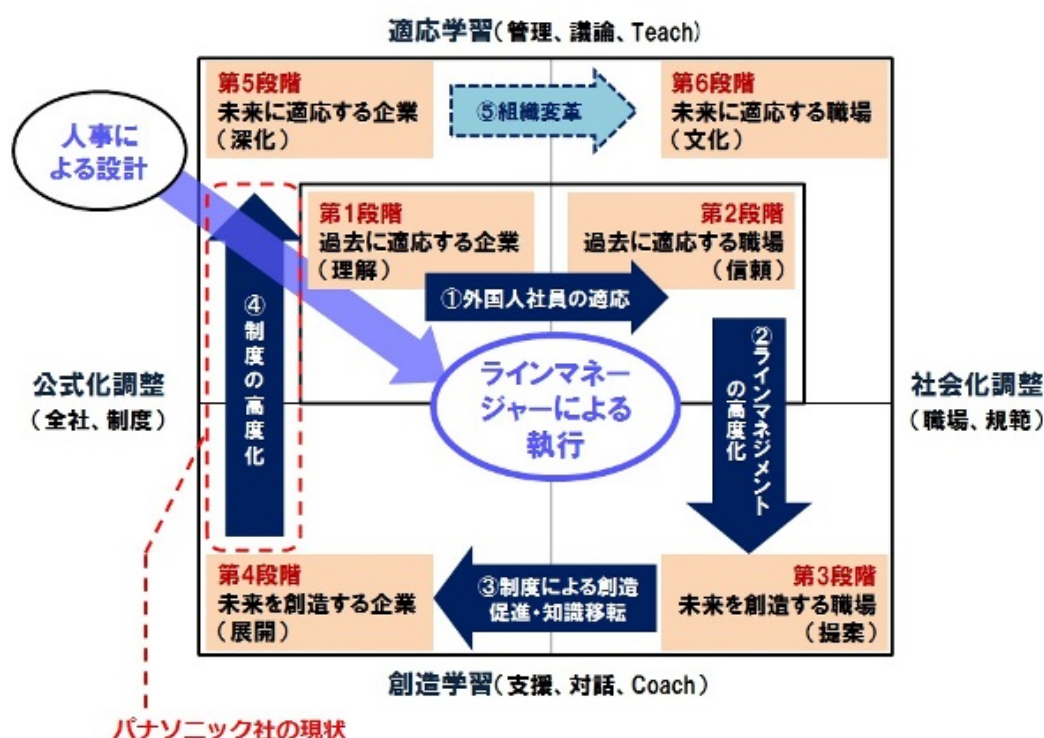 適応学習(管理、議論、Teach)
第5段階
未来に適応する企業
(深化)
⑤組織変革
第6段階
未来に適応する職場
(文化)
人事に
よる設計
第1段階
過去に適応する企業
(理解)
第2段階
過去に適応する職場
(信頼)
①外国人社員の適応
④制度の高度化
②ラインマネジメント
の高度化
ラインマネー
ジャーによる
執行
公式化調整
(全社、制度)
社会化調整
(職場、規範)
第4段階
未来を創造する企業
(展開)
③制度による創造
促進・知識移転
第3段階
未来を創造する職場
(提案)
創造学習(支援、対話、Coach)
パナソニック社の現状